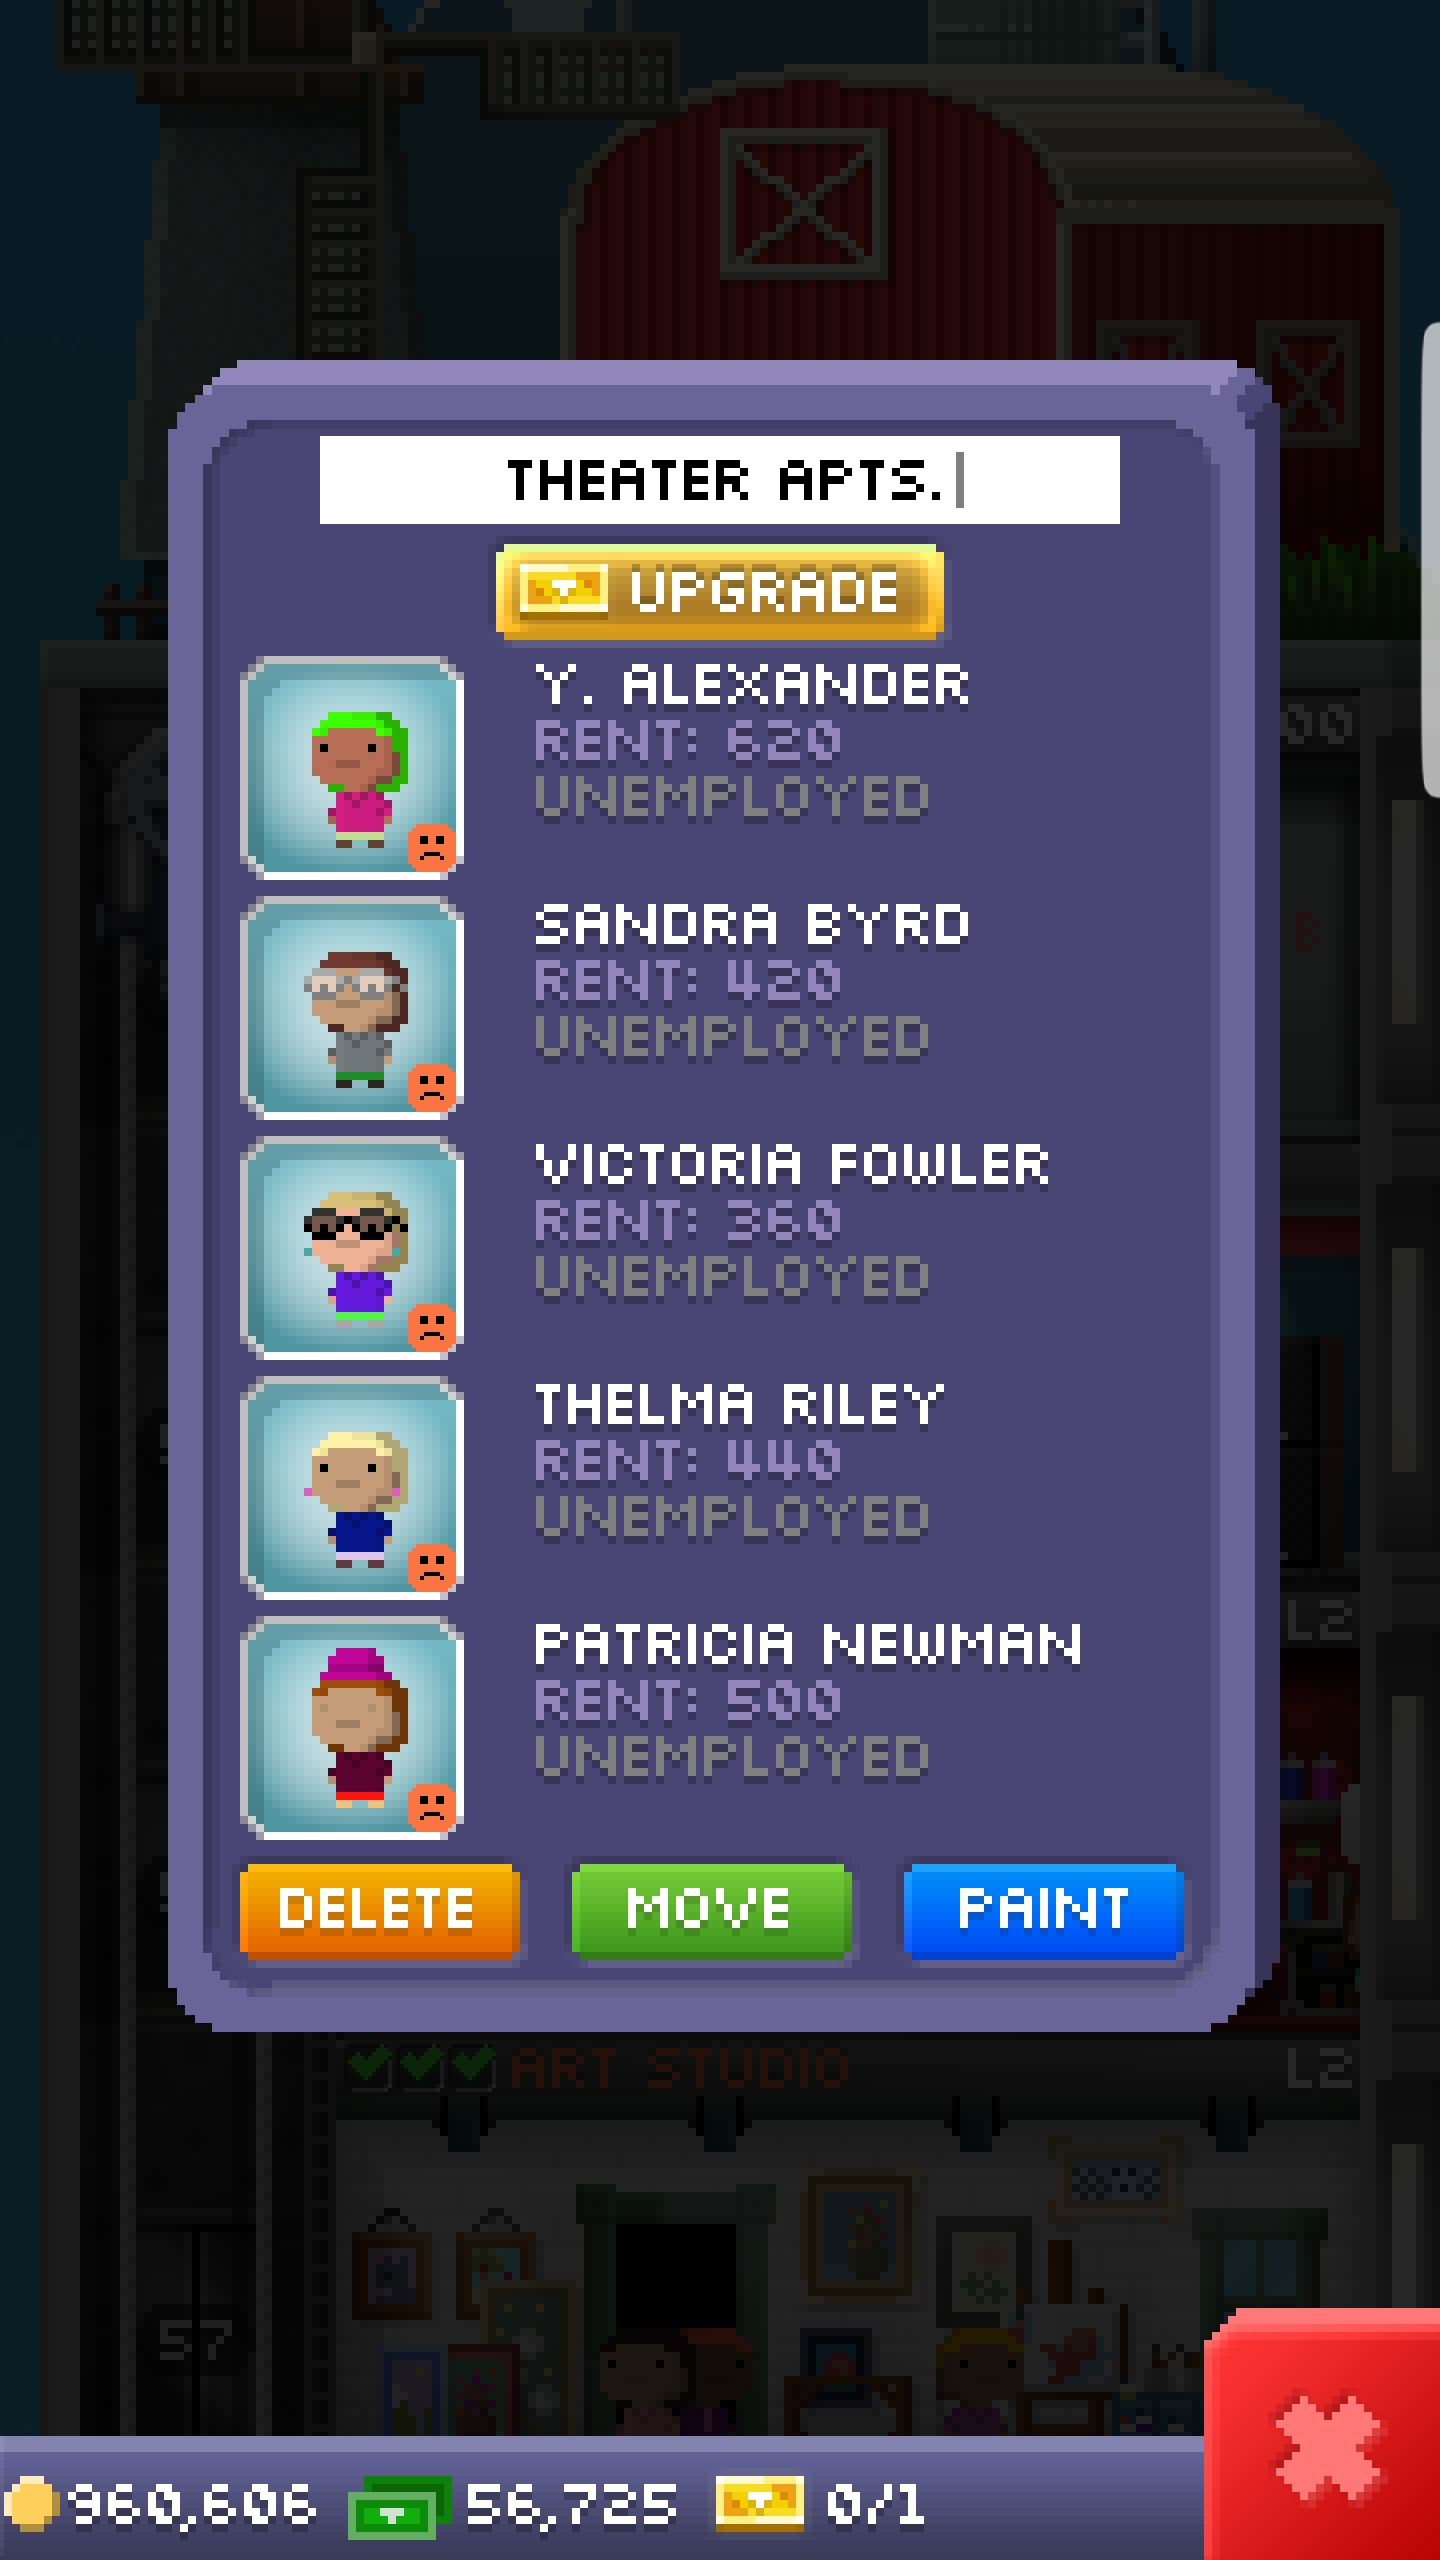 THEATER APTS.
UPGRADE
Y. ALEXANDER
RENT: 620
UNEMPLOYED
SANDRA BYRD
RENT: 420
UNEMPLOYED
VICTORIA FOWLER
RENT: 360
UNEMPLOYED
THELMA RILEY
RENT: 440
UNEMPLOYED
PATRICIA NEWMAN
RENT: 500
UNEMPLOYED
DELETE MOVE PAINT
L2
ART STUDIO L2
57
960,606 56,725 0/1